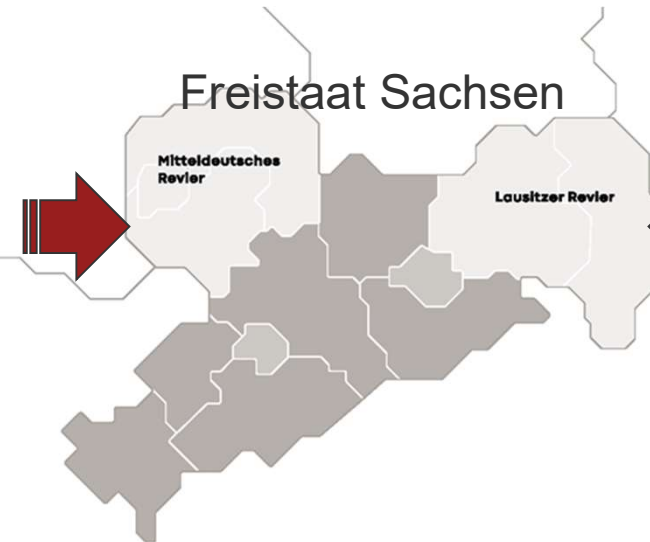 Freistaat Sachsen
Mitteldeutsches
Revier
Lausitzer Revier